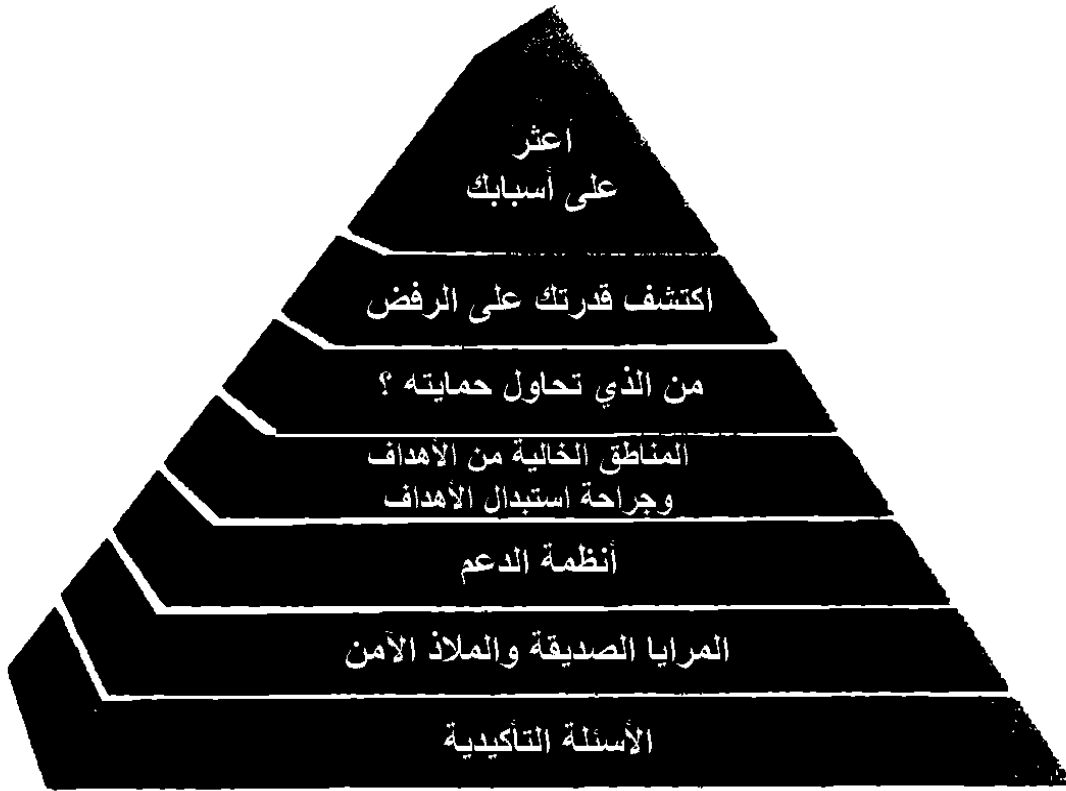 اعثر
على أسبابك
اكتشف قدرتك على الرفض
من الذي تحاول حمايته ؟
المناطق الخالية من الأهداف
وجراحة استبدال الأهداف
أنظمة الدعم
المرايا الصديقة والملاذ الآمن
الأسئلة التأكيدية